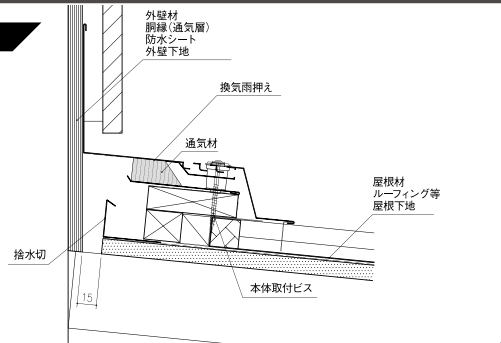 外壁材
胴縁（通気層）
防水シート
外壁下地
換気雨押え
通気材
屋根材
ルーフィング等
屋根下地
捨水切
本体取付ビス
15